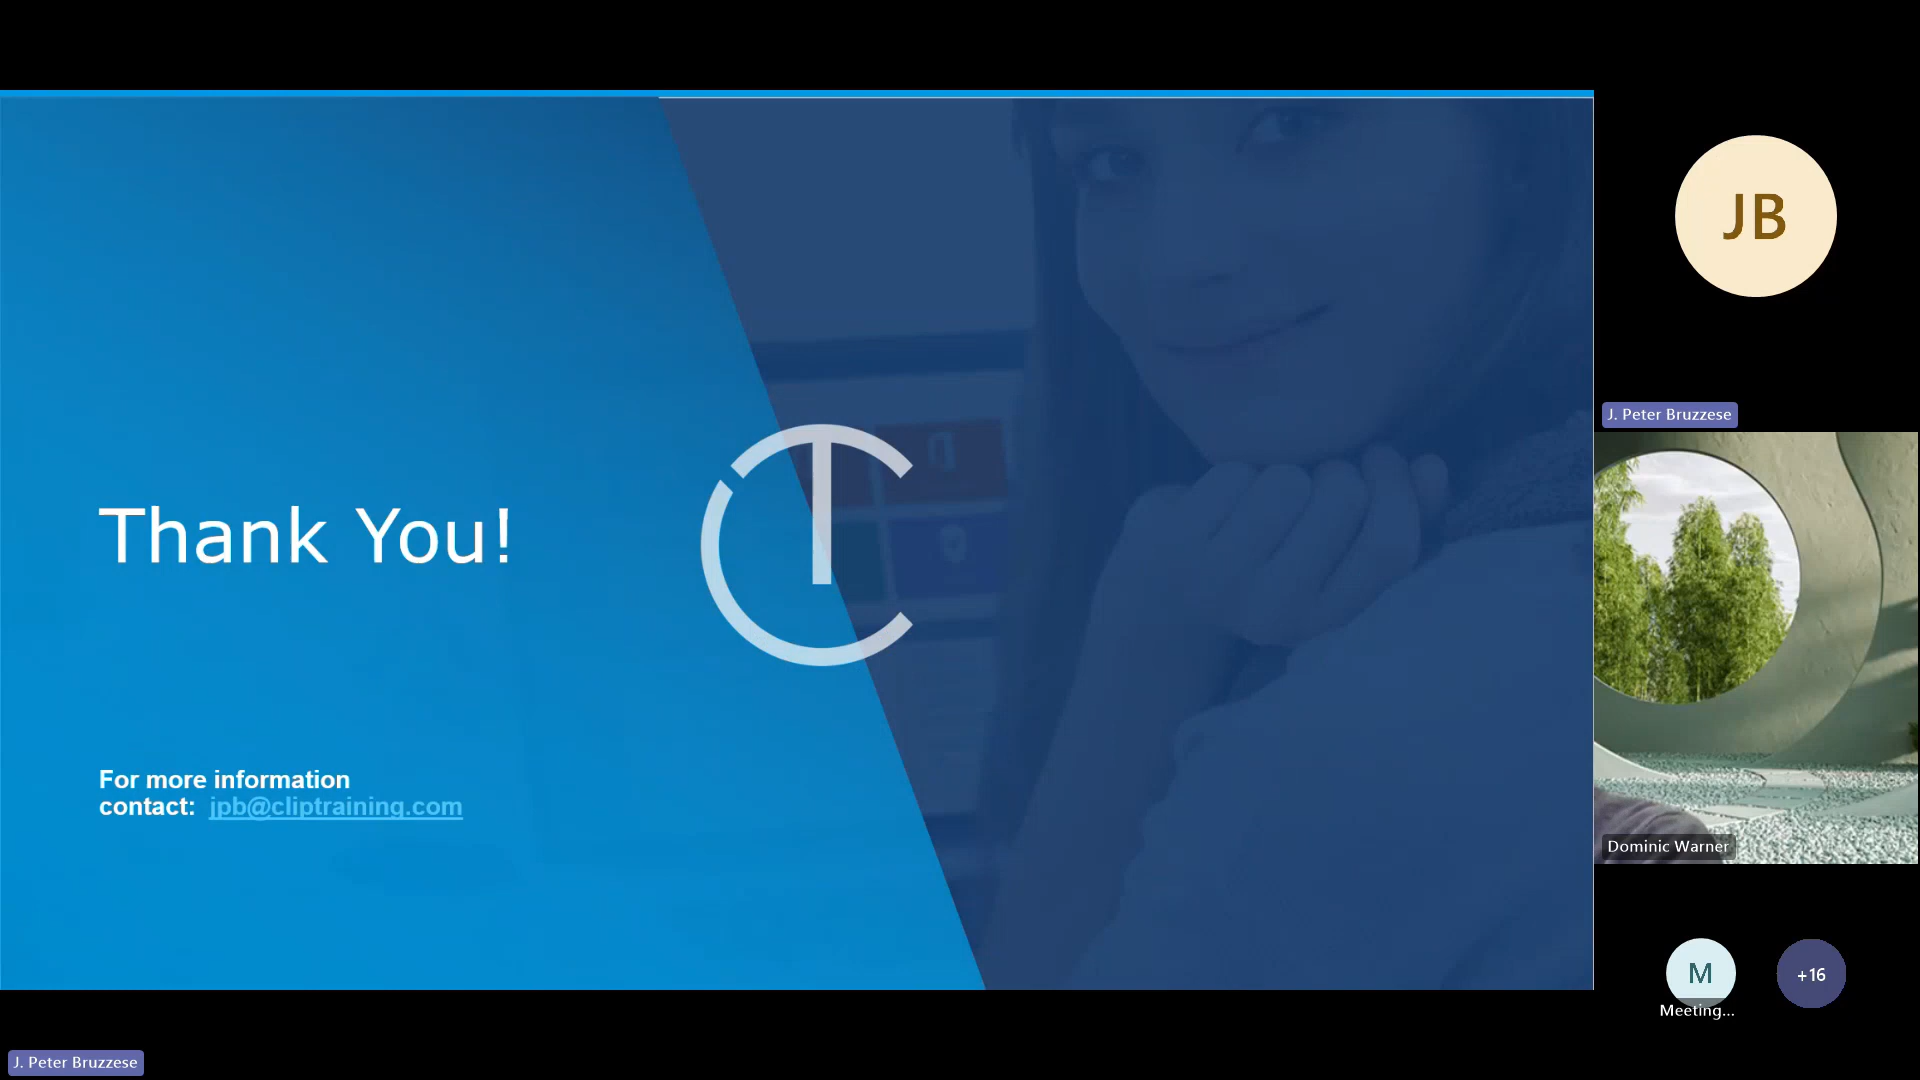 JB
J. Peter Bruzzese
Thank You!
For more information
contact: jpb@cliptraining.com
Dominic Warner
M
+16
Meeting...
J. Peter Bruzzese